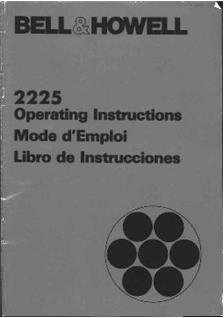 BELL&HOWELL
2225
Operating Instructions
Mode d'Emploi
Libro de Instrucciones